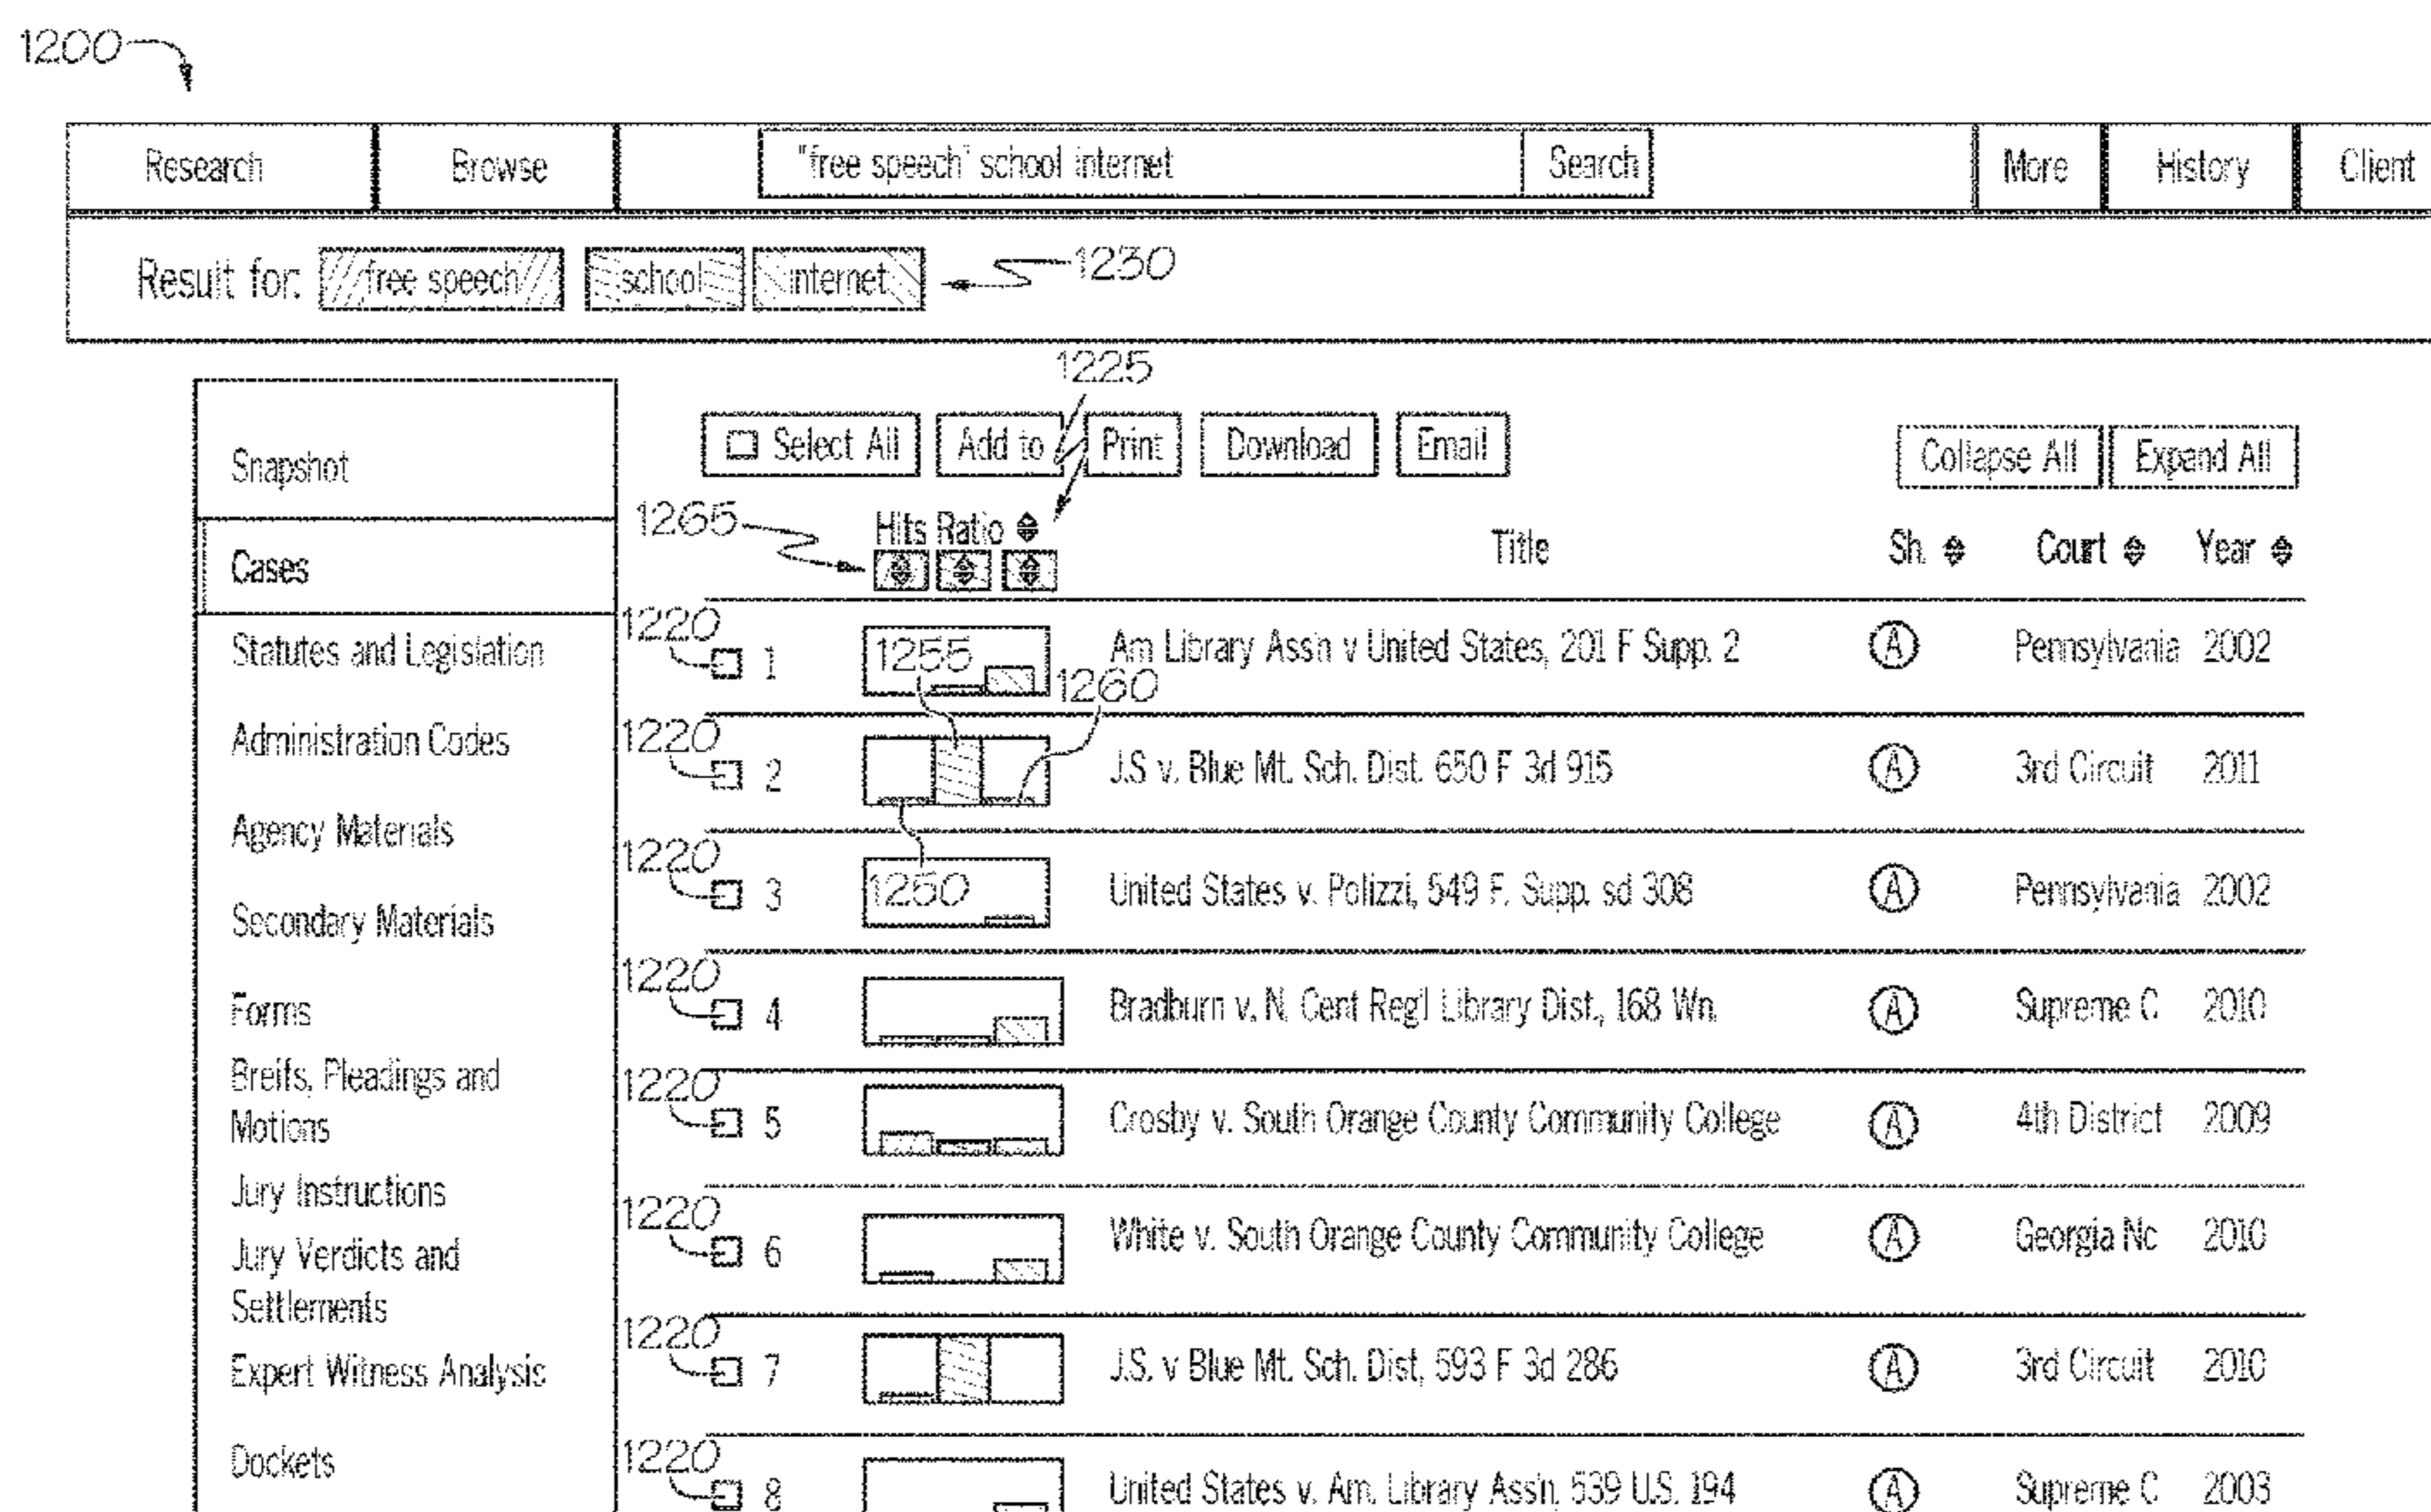 1200
Research Browse "free speech" school internet Search More History Client
Result for: free speech school internet 1230
1225
Select All Add to Print Download Email Collapse All Expand All
Snapshot
1265 Hits Ratio Title Sh. Court Year
Cases
Statutes and Legislation
Administration Codes
Agency Materials
Secondary Materials
Forms
Breifs, Pleadings and
Motions
Jury Instructions
Jury Verdicts and
Settlements
Expert Witness Analysis
Dockets
1220 1 1255 Am Library Ass'n v United States, 201 F Supp. 2 A Pennsylvania 2002
1260
1220 2 J.S v. Blue Mt. Sch. Dist. 650 F 3d 915 A 3rd Circuit 2011
1220 3 1250 United States v. Polizzi, 549 F. Supp. sd 308 A Pennsylvania 2002
1220 4 Bradburn v. N. Cent Reg'l Library Dist., 168 Wn. A Supreme C 2010
1220 5 Crosby v. South Orange County Community College A 4th District 2009
1220 6 White v. South Orange County Community College A Georgia Nc 2010
1220 7 J.S. v Blue Mt. Sch. Dist, 593 F 3d 286 A 3rd Circuit 2010
1220 8 United States v. Am. Library Ass'n, 539 U.S. 194 A Supreme C 2003